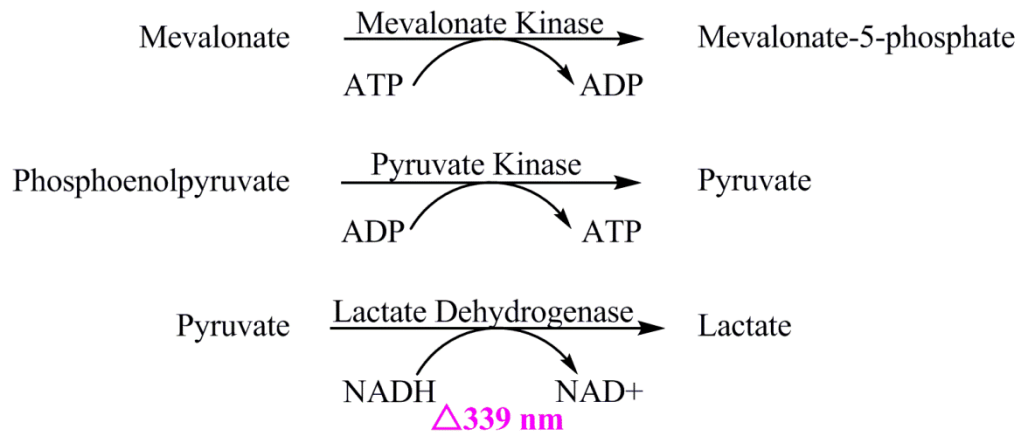 Mevalonate Kinase
Mevalonate Mevalonate-5-phosphate
ATP ADP
Pyruvate Kinase
Phosphoenolpyruvate Pyruvate
ADP ATP
Lactate Dehydrogenase
Pyruvate Lactate
NADH NAD+
△339 nm